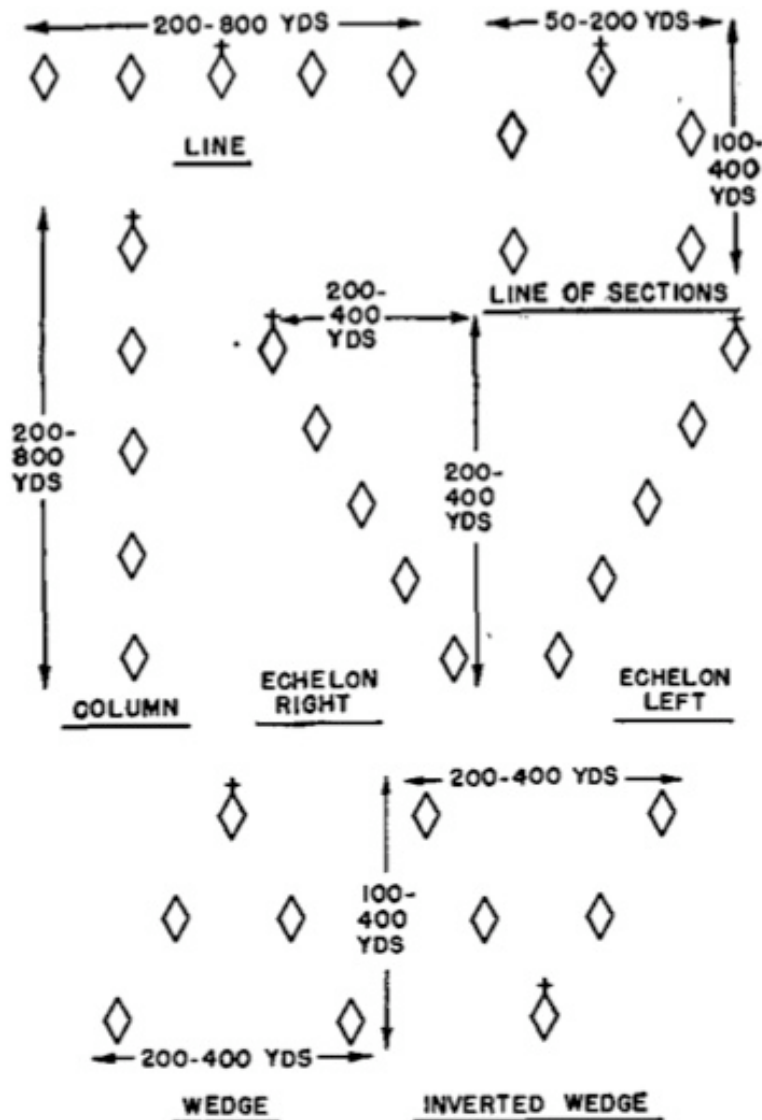 200-800 YDS
50-200 YDS
LINE
100-
400
YDS
LINE OF SECTIONS
200-
400
YDS
200-
800
YDS
200-
400
YDS
COLUMN
ECHELON
RIGHT
ECHELON
LEFT
200-400 YDS
100-
400
YDS
200-400 YDS
WEDGE
INVERTED WEDGE